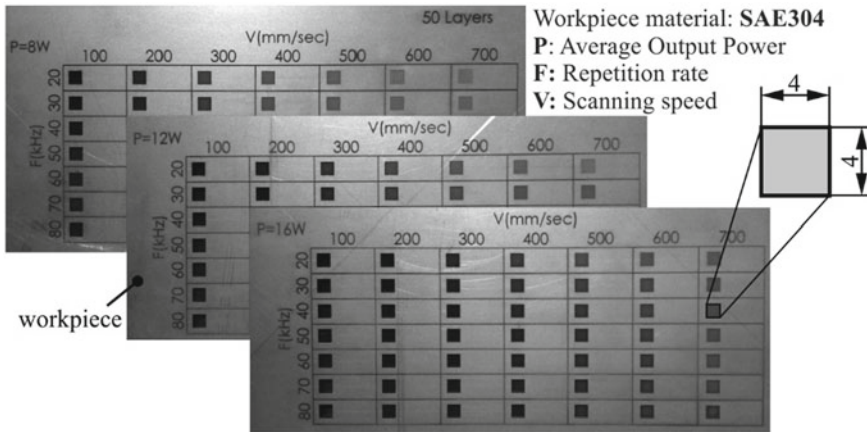 50 Layers
P=8W
V(mm/sec)
100 200 300 400 500 600 700
F(kHz)
20
30
40
50
60
70
80
P=12W
V(mm/sec)
100 200 300 400 500 600 700
F(kHz)
20
30
40
50
60
70
80
P=16W
V(mm/sec)
100 200 300 400 500 600 700
F(kHz)
20
30
40
50
60
70
80
workpiece
Workpiece material: SAE304
P: Average Output Power
F: Repetition rate
V: Scanning speed
4
4